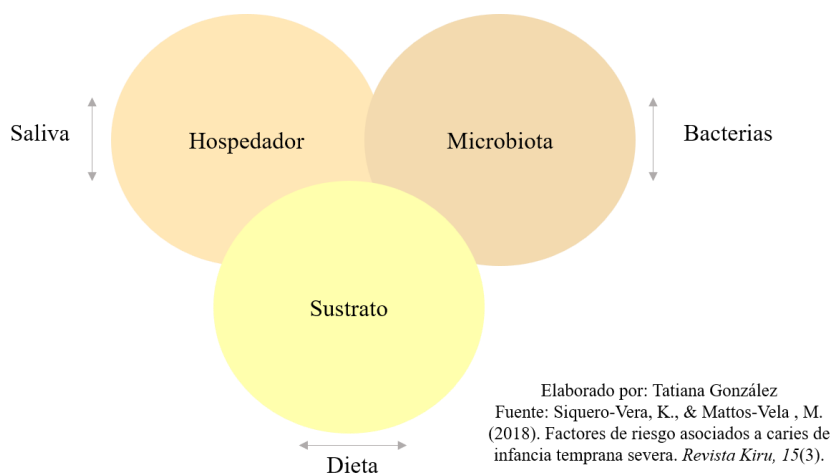 Saliva
Hospedador
Microbiota
Bacterias
Sustrato
Dieta
Elaborado por: Tatiana González
Fuente: Siquero-Vera, K., & Mattos-Vela , M.
(2018). Factores de riesgo asociados a caries de
infancia temprana severa. Revista Kiru, 15(3).